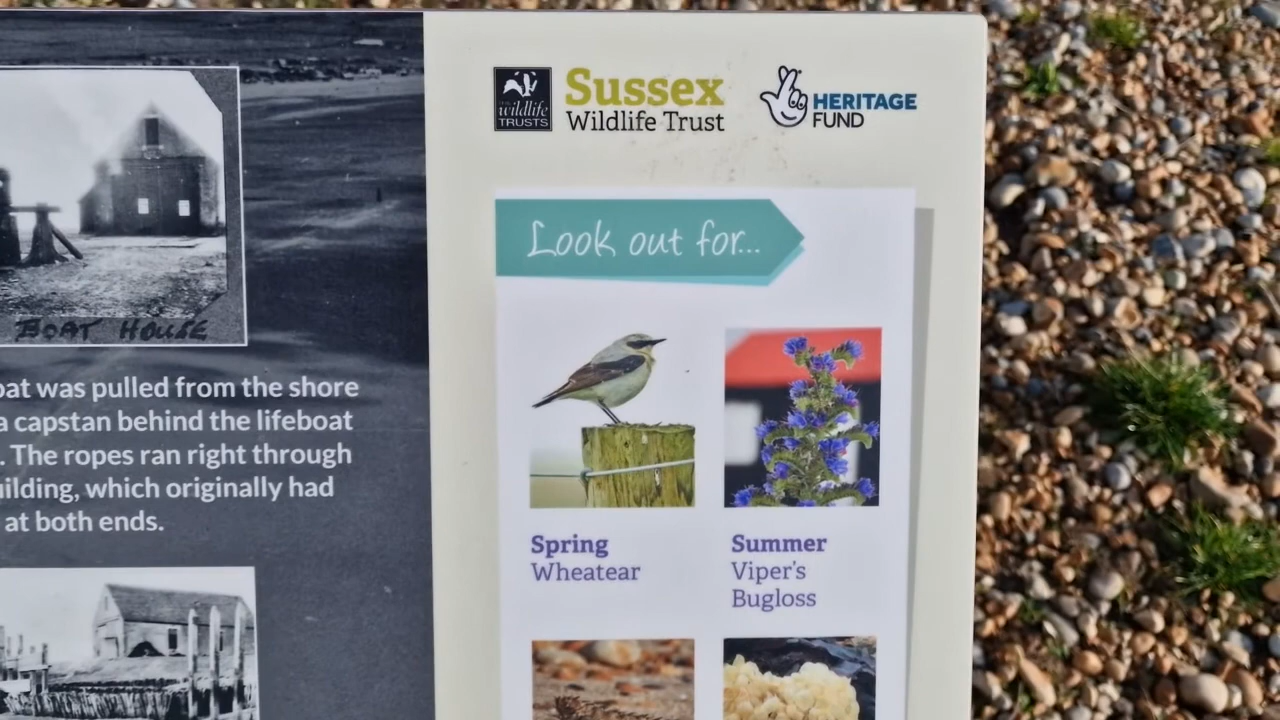 BOAT HOUSE
oat was pulled from the shore
a capstan behind the lifeboat
. The ropes ran right through
uilding, which originally had
at both ends.
wildlife
TRUSTS
Sussex
Wildlife Trust
HERITAGE
FUND
Look out for...
Spring
Wheatear
Summer
Viper's
Bugloss